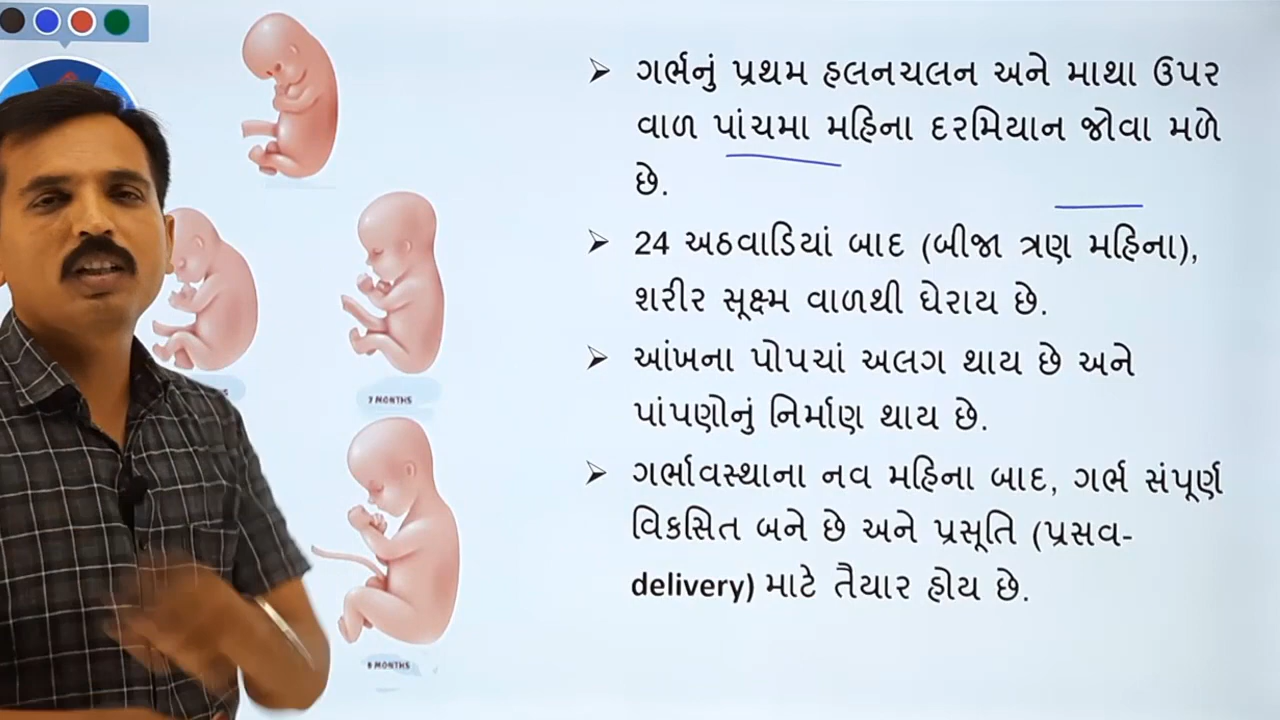 ➤ ગર્ભનું પ્રથમ હલનચલન અને માથા ઉપર
વાળ પાંચમા મહિના દરમિયાન જોવા મળે
છે.
➤ 24 અઠવાડિયાં બાદ (બીજા ત્રણ મહિના),
શરીર સૂક્ષ્મ વાળથી ઘેરાય છે.
➤ આંખના પોપચાં અલગ થાય છે અને
પાંપણોનું નિર્માણ થાય છે.
➤ ગર્ભાવસ્થાના નવ મહિના બાદ, ગર્ભ સંપૂર્ણ
વિકસિત બને છે અને પ્રસૂતિ (પ્રસવ-
delivery) માટે તૈયાર હોય છે.
7 MONTHS
MONTHS